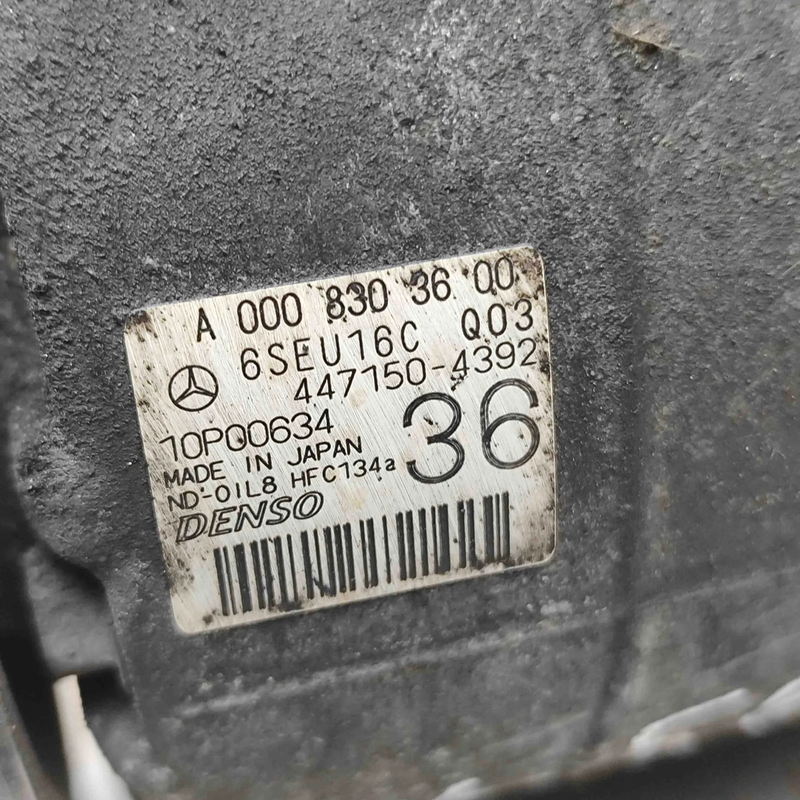 A 000 830 36 00
6SEU16C Q03
447150-4392
10P00634
36
MADE IN JAPAN
ND-OIL8 HFC134a
DENSO